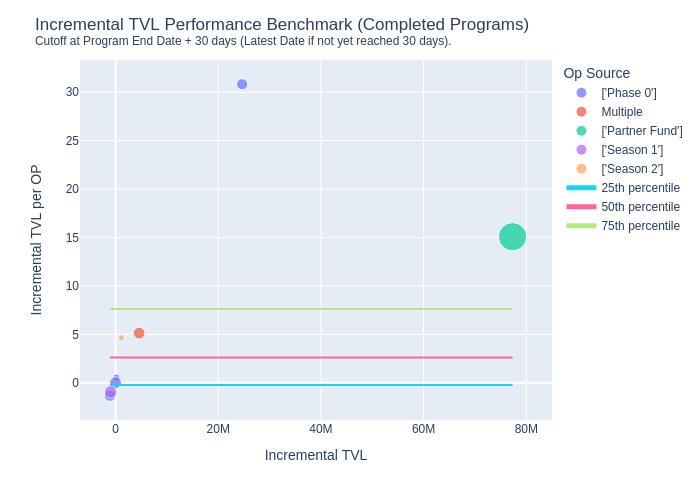 Incremental TVL Performance Benchmark (Completed Programs)
Cutoff at Program End Date + 30 days (Latest Date if not yet reached 30 days).
Op Source
['Phase 0']
Multiple
['Partner Fund']
['Season 1']
['Season 2']
25th percentile
50th percentile
75th percentile
Incremental TVL per OP
30
25
20
15
10
5
0
0
20M
40M
60M
80M
Incremental TVL